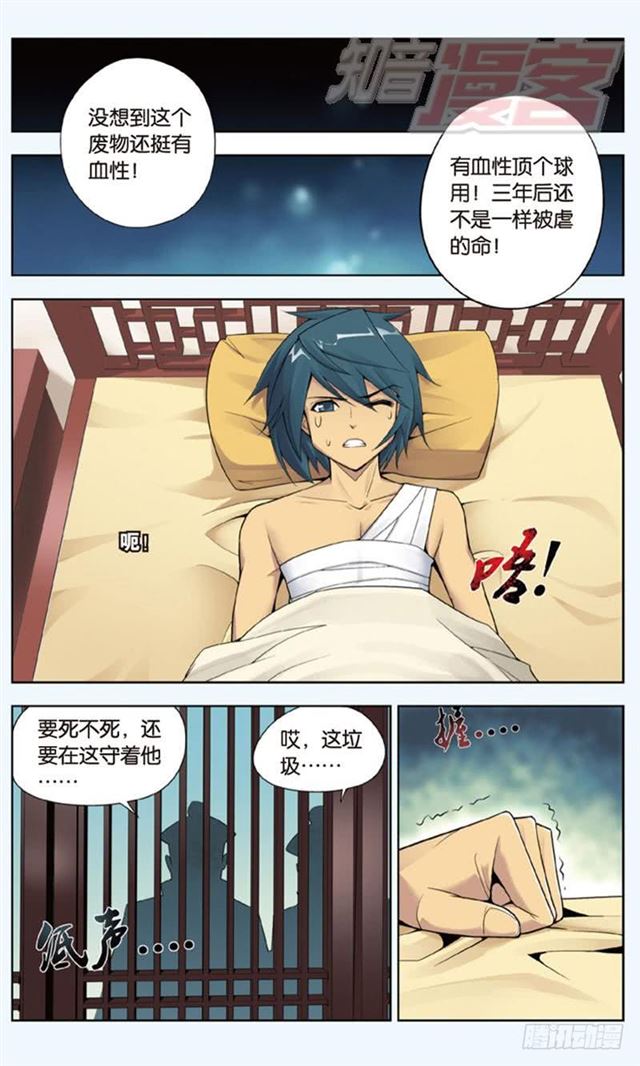 知音漫客
没想到这个
废物还挺有
血性！
有血性顶个球
用！三年后还
不是一样被虐
的命！
呃！
唔！
要死不死，还
要在这守着他
……
哎，这垃
圾……
握····
低声····
腾讯动漫